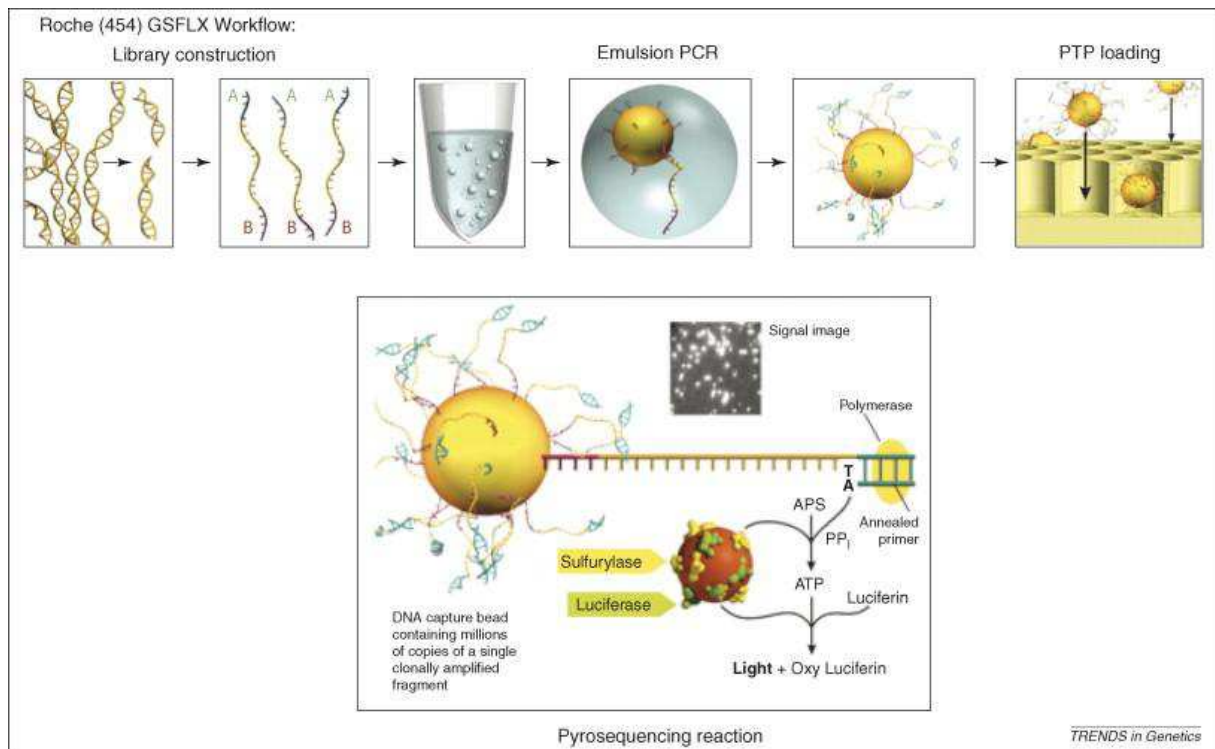 Roche (454) GSFLX Workflow:
Library construction
Emulsion PCR
PTP loading
A
A
A
B
B
B
Signal image
Polymerase
T
A
Annealed
primer
APS
PPi
Sulfurylase
ATP
Luciferin
Luciferase
DNA capture bead
containing millions
of copies of a single
clonally amplified
fragment
Light + Oxy Luciferin
Pyrosequencing reaction
TRENDS in Genetics